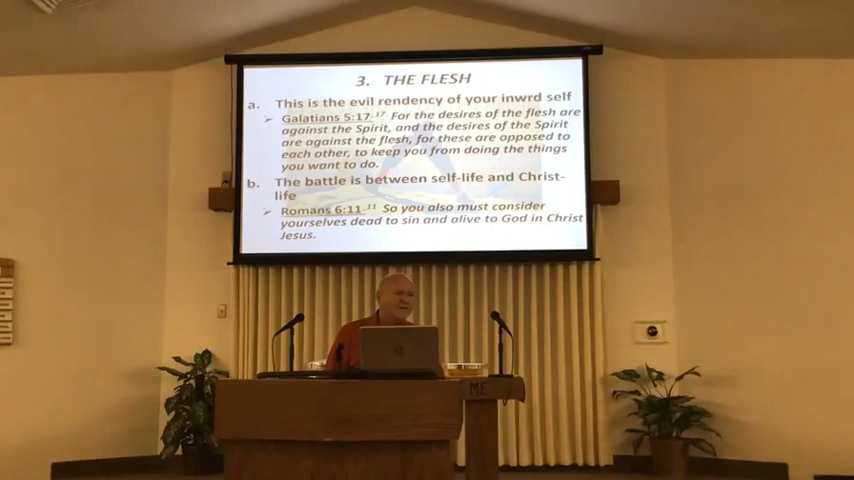 3. THE FLESH
a. This is the evil rendency of your inwrd self
➢ Galatians 5:17 -17 For the desires of the flesh are
against the Spirit, and the desires of the Spirit
are against the flesh, for these are opposed to
each other, to keep you from doing the things
you want to do.
b. The battle is between self-life and Christ-
life
➢ Romans 6:11 -11 So you also must consider
yourselves dead to sin and alive to God in Christ
Jesus.
hp
ME